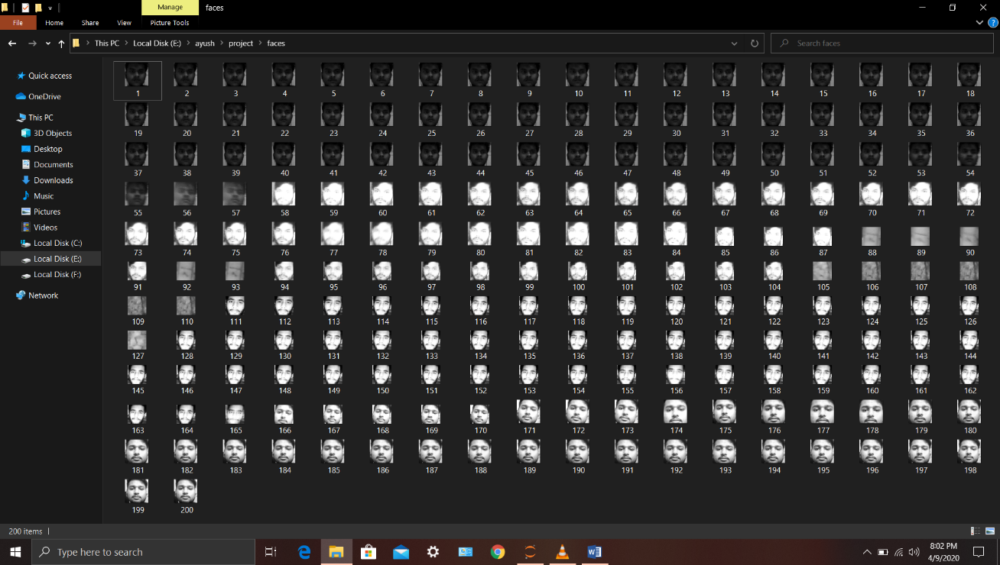 Manage
faces
File
Home
Share
View
Picture Tools
This PC
Local Disk (E:)
ayush
project
faces
Search faces
Quick access
OneDrive
This PC
3D Objects
Desktop
Documents
Downloads
Music
Pictures
Videos
Local Disk (C:)
Local Disk (E:)
Local Disk (F:)
Network
1 2 3 4 5 6 7 8 9 10 11 12 13 14 15 16 17 18
19 20 21 22 23 24 25 26 27 28 29 30 31 32 33 34 35 36
37 38 39 40 41 42 43 44 45 46 47 48 49 50 51 52 53 54
55 56 57 58 59 60 61 62 63 64 65 66 67 68 69 70 71 72
73 74 75 76 77 78 79 80 81 82 83 84 85 86 87 88 89 90
91 92 93 94 95 96 97 98 99 100 101 102 103 104 105 106 107 108
109 110 111 112 113 114 115 116 117 118 119 120 121 122 123 124 125 126
127 128 129 130 131 132 133 134 135 136 137 138 139 140 141 142 143 144
145 146 147 148 149 150 151 152 153 154 155 156 157 158 159 160 161 162
163 164 165 166 167 168 169 170 171 172 173 174 175 176 177 178 179 180
181 182 183 184 185 186 187 188 189 190 191 192 193 194 195 196 197 198
199 200
200 items
Type here to search
8:02 PM
4/9/2020